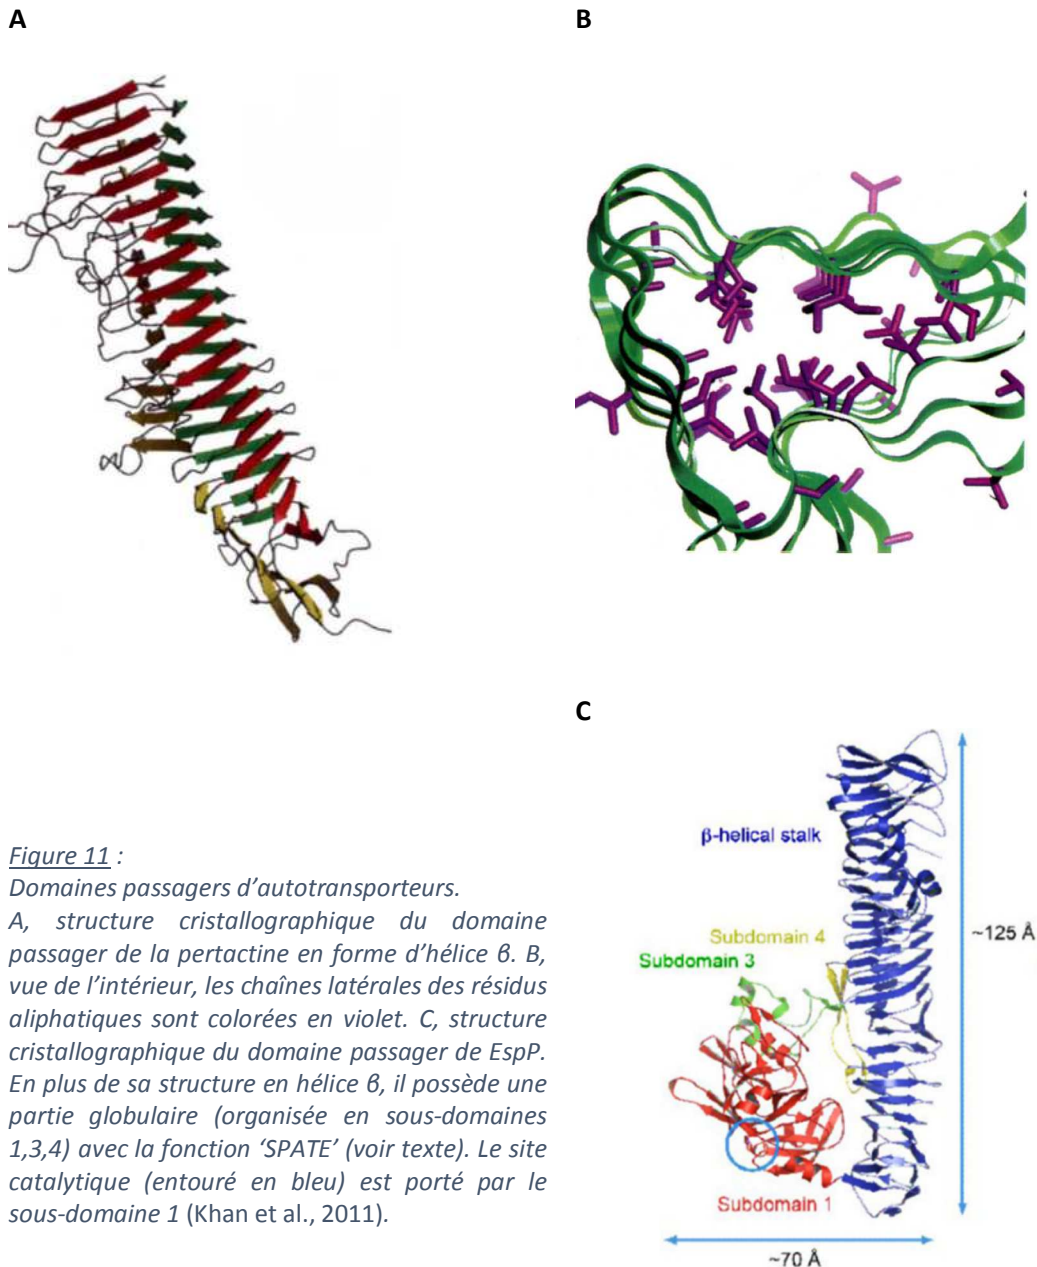 A
B
C
β-helical stalk
Subdomain 4
Subdomain 3
~125 Å
Subdomain 1
~70 Å
Figure 11 :
Domaines passagers d’autotransporteurs.
A, structure cristallographique du domaine
passager de la pertactine en forme d’hélice β. B,
vue de l’intérieur, les chaînes latérales des résidus
aliphatiques sont colorées en violet. C, structure
cristallographique du domaine passager de EspP.
En plus de sa structure en hélice β, il possède une
partie globulaire (organisée en sous-domaines
1,3,4) avec la fonction ‘SPATE’ (voir texte). Le site
catalytique (entouré en bleu) est porté par le
sous-domaine 1 (Khan et al., 2011).